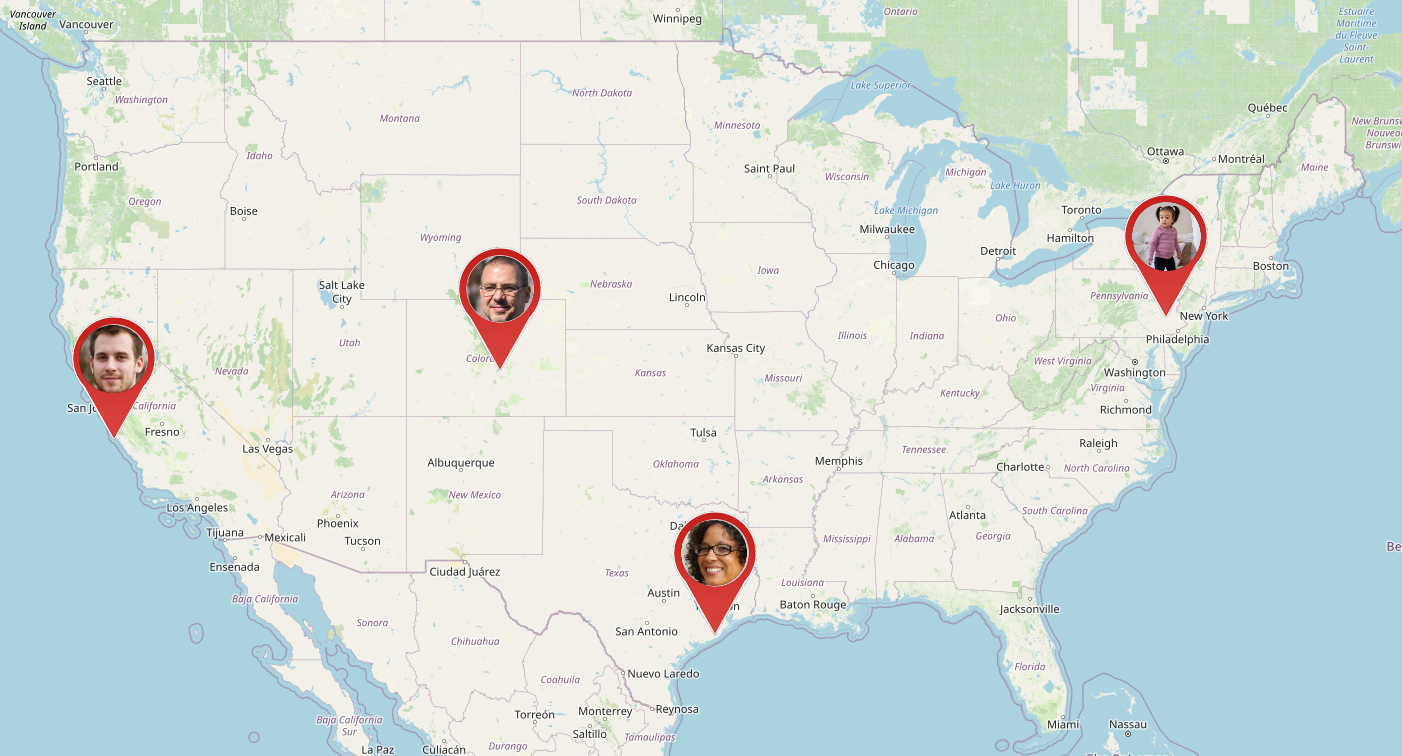 Vancouver
Island
Vancouver
Winnipeg
Ontario
Estuaire
Maritime
du Fleuve
Saint-
Laurent
Seattle
Washington
North Dakota
Montana
Minnesota
Lake Superior
Québec
New Brunsw
Nouveau
Brunswi
Portland
Idaho
Saint Paul
Wisconsin
Michigan
Ottawa
Montréal
Maine
Oregon
Boise
South Dakota
Lake Huron
Lake Michigan
Toronto
Wyoming
Milwaukee
Hamilton
Detroit
Chicago
Iowa
Boston
Salt Lake
City
Nebraska
Lincoln
Pennsylvania
New York
Ohio
Philadelphia
Utah
Illinois
Indiana
Kansas City
Colora
Nevada
Kansas
Missouri
West Virginia
Washington
Virginia
Kentucky
San Jo
California
Richmond
Fresno
Las Vegas
Tulsa
Raleigh
Tennessee
Albuquerque
Oklahoma
Memphis
Charlotte
North Carolina
Arkansas
Arizona
New Mexico
Los Angeles
Phoenix
Atlanta
South Carolina
Tijuana
Mexicali
Tucson
Da
Mississippi
Alabama
Georgia
Be
Ensenada
Ciudad Juárez
Texas
Louisiana
Baja California
Austin
on
Baton Rouge
Jacksonville
Sonora
San Antonio
Chihuahua
Florida
Coahuila
Nuevo Laredo
Torreón
Monterrey
Reynosa
Baja California
Sur
Saltillo
Tamaulipas
Miami
Nassau
La Paz
Culiacán
Durango
The Bahamas